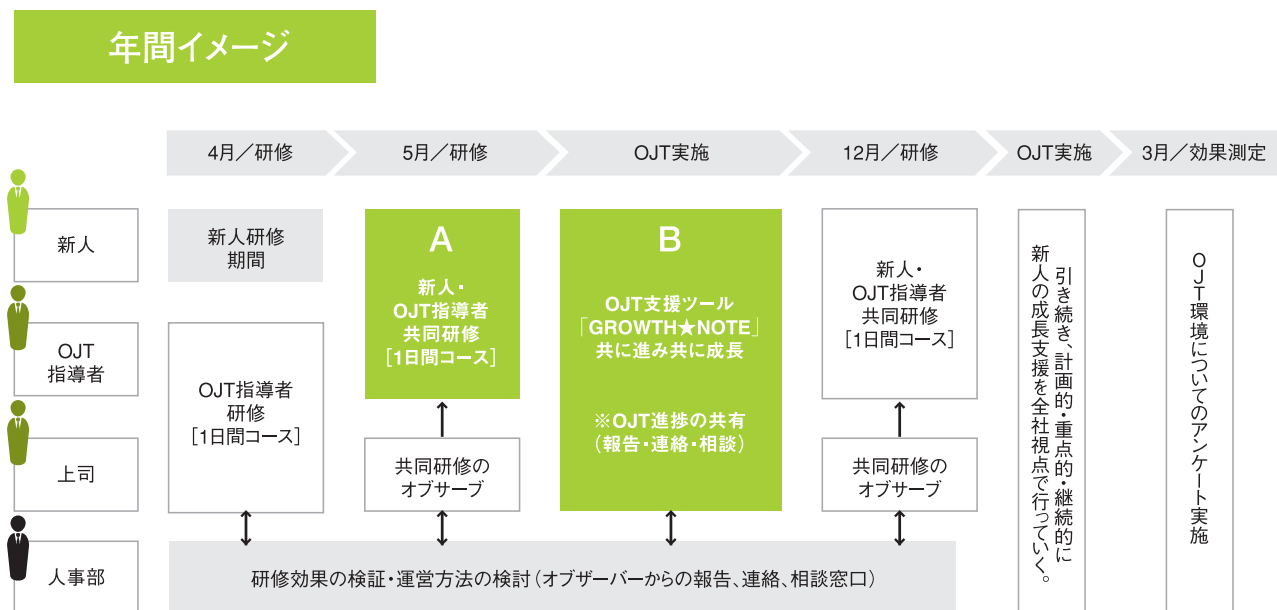 年間イメージ
4月／研修
5月／研修
OJT実施
12月／研修
OJT実施
3月／効果測定
新人
OJT
指導者
上司
人事部
新人研修
期間
OJT指導者
研修
［1日間コース］
A
新人・
OJT指導者
共同研修
［1日間コース］
共同研修の
オブサーブ
B
OJT支援ツール
「GROWTH★NOTE」
共に進み共に成長
※OJT進捗の共有
（報告・連絡・相談）
新人・
OJT指導者
共同研修
［1日間コース］
共同研修の
オブサーブ
引き続き、計画的・重点的・継続的に
新人の成長支援を全社視点で行っていく。
OJT環境についてのアンケート実施
研修効果の検証・運営方法の検討（オブザーバーからの報告、連絡、相談窓口）